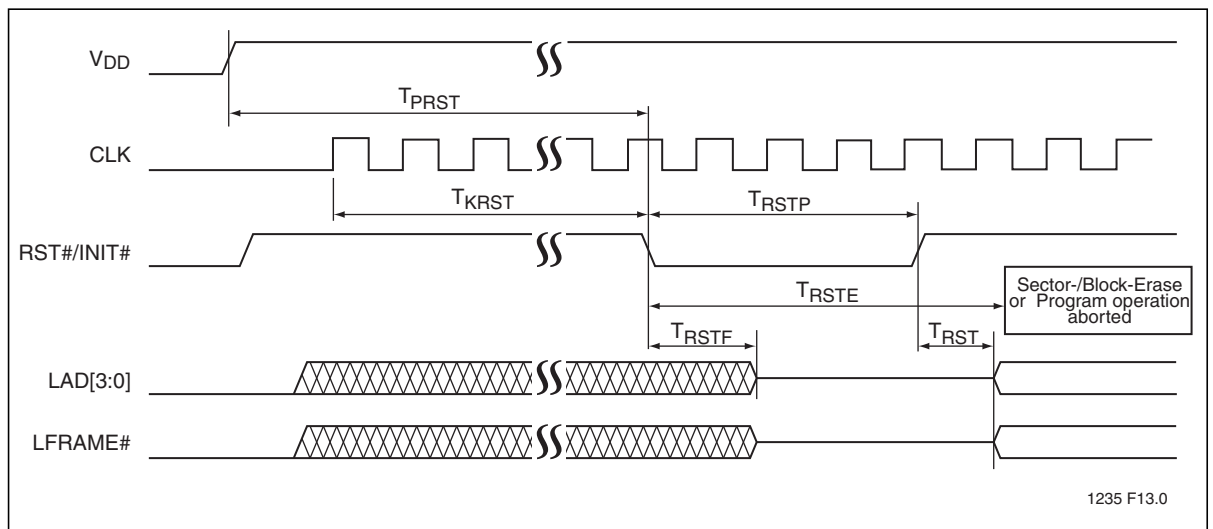 VDD
TPRST
CLK
TKRST
TRSTP
RST#/INIT#
TRSTE
Sector-/Block-Erase
or Program operation
aborted
TRSTF
TRST
LAD[3:0]
LFRAME#
1235 F13.0